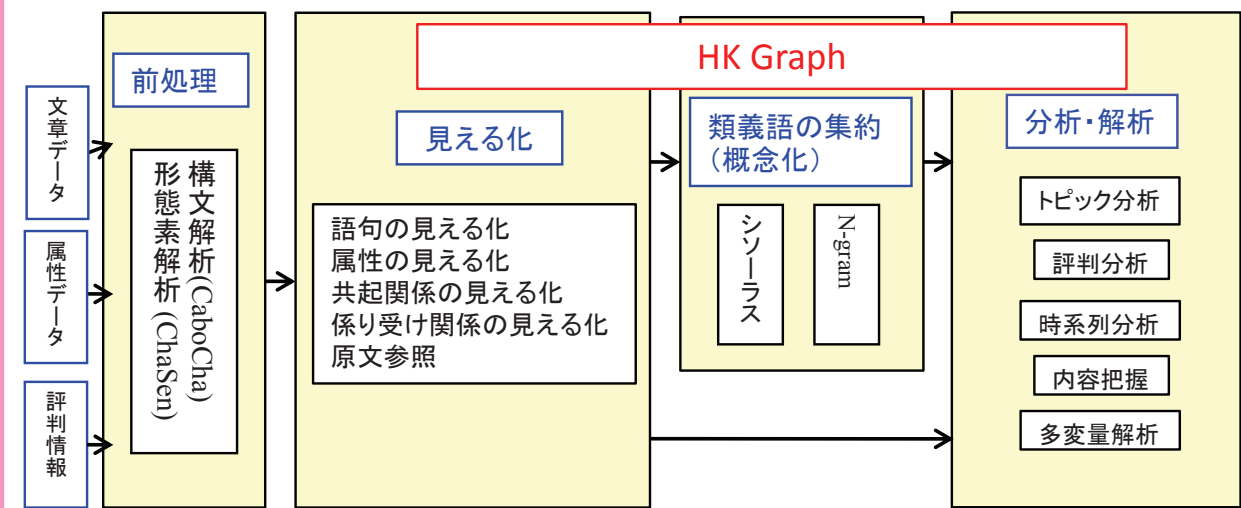 HK Graph
文章データ
属性データ
評判情報
前処理
構文解析(CaboCha)
形態素解析 (ChaSen)
見える化
語句の見える化
属性の見える化
共起関係の見える化
係り受け関係の見える化
原文参照
類義語の集約
(概念化)
シソーラス
N-gram
分析・解析
トピック分析
評判分析
時系列分析
内容把握
多変量解析